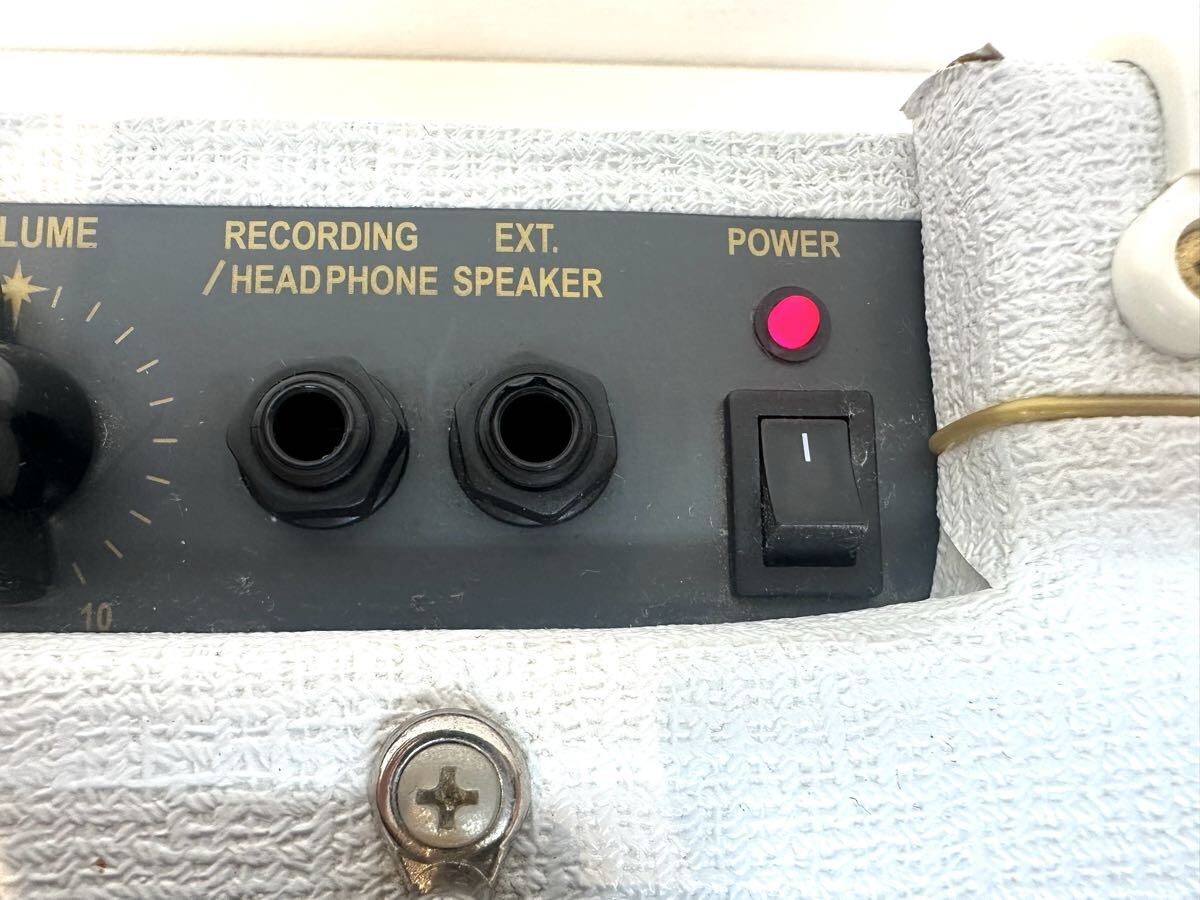 LUME
RECORDING
/HEADPHONE
EXT.
SPEAKER
POWER
10